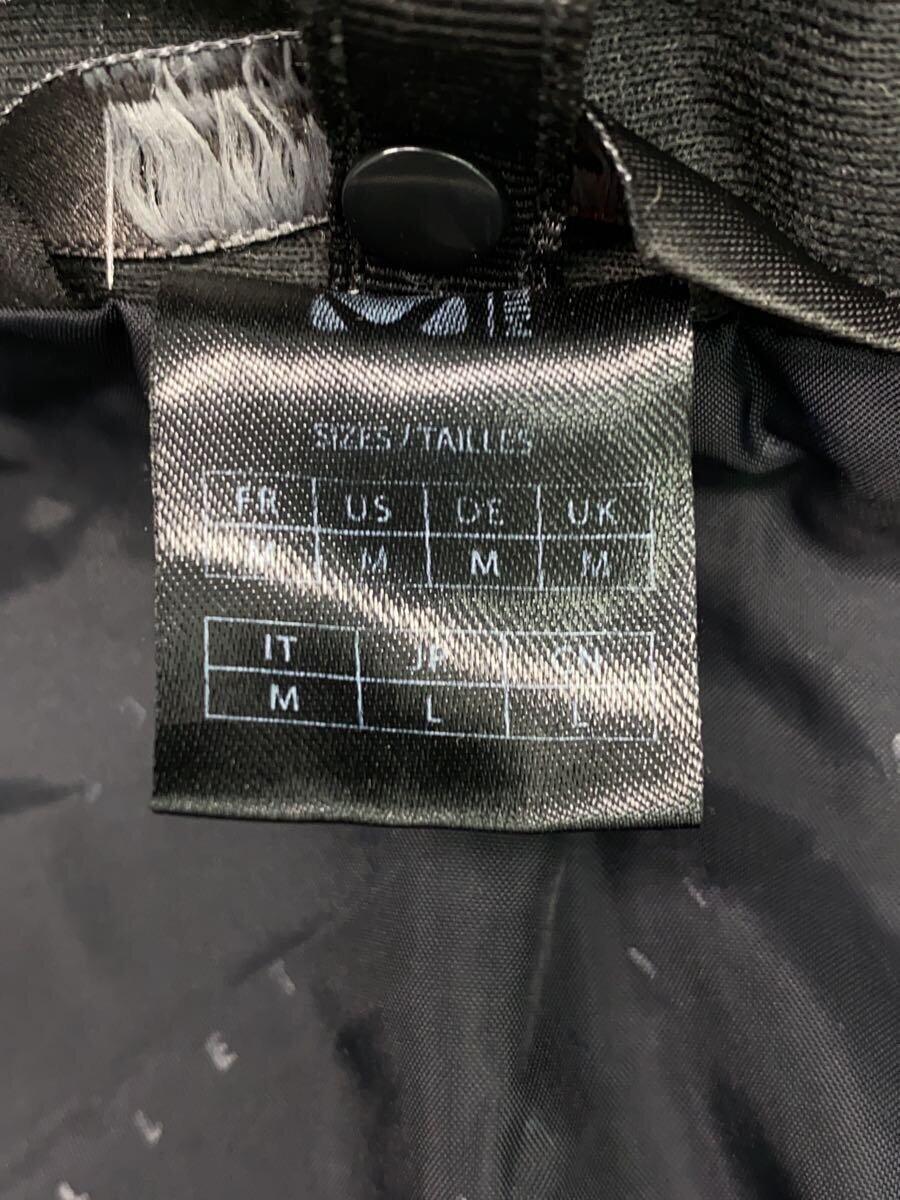 SIZES / TAILLES
FR US DE UK
M M M M
IT JP CN
M L L